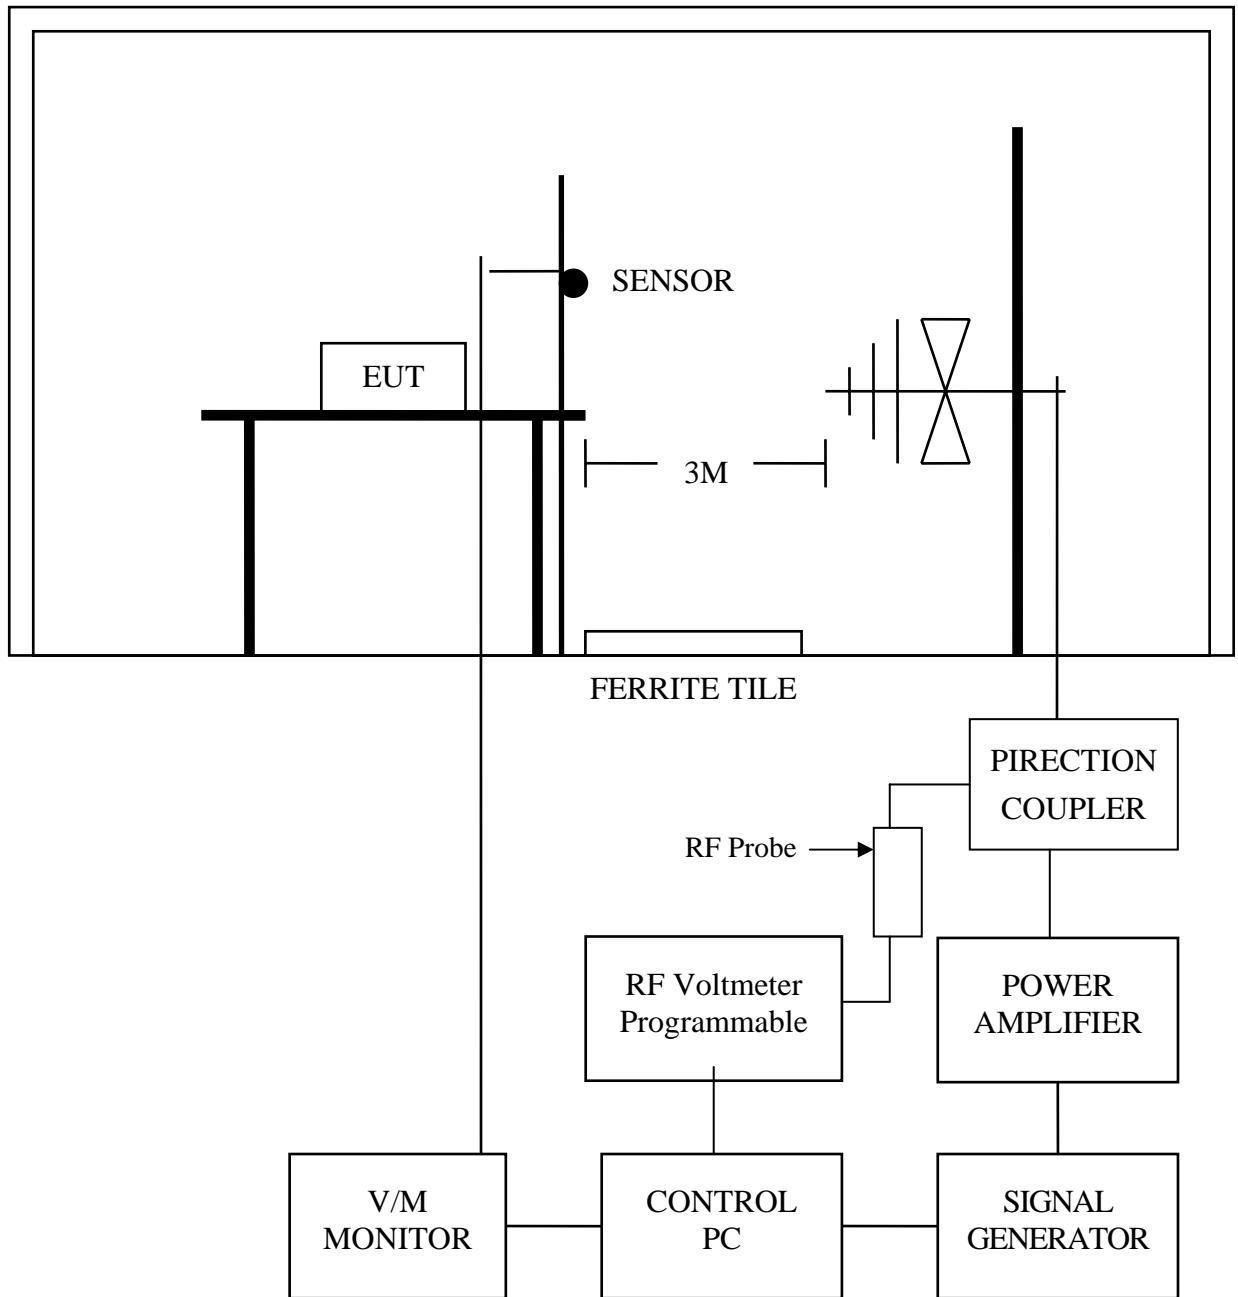 SENSOR
EUT
3M
FERRITE TILE
PIRECTION
COUPLER
RF Probe
RF Voltmeter
Programmable
POWER
AMPLIFIER
V/M
MONITOR
CONTROL
PC
SIGNAL
GENERATOR